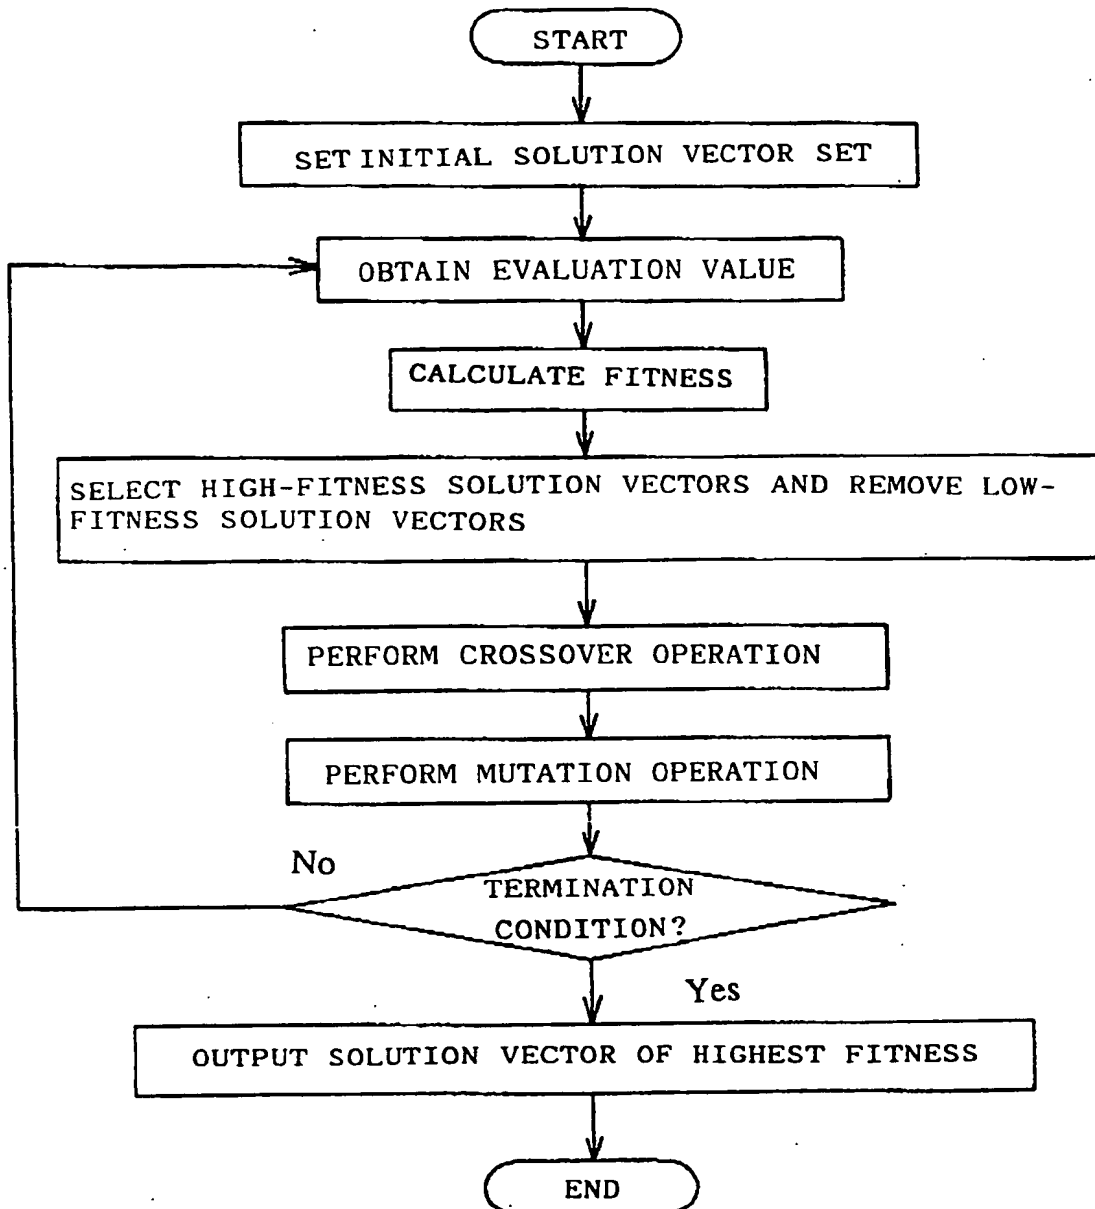 START
SET INITIAL SOLUTION VECTOR SET
OBTAIN EVALUATION VALUE
CALCULATE FITNESS
SELECT HIGH-FITNESS SOLUTION VECTORS AND REMOVE LOW-
FITNESS SOLUTION VECTORS
PERFORM CROSSOVER OPERATION
PERFORM MUTATION OPERATION
No
TERMINATION
CONDITION?
Yes
OUTPUT SOLUTION VECTOR OF HIGHEST FITNESS
END